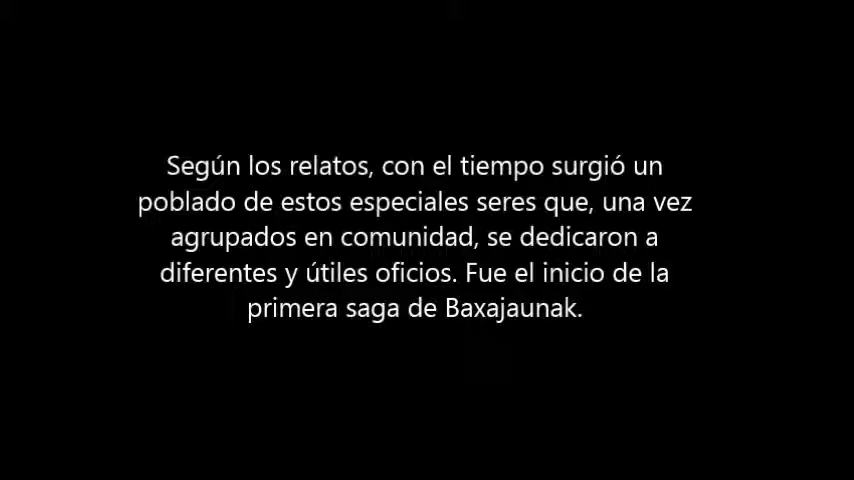 Según los relatos, con el tiempo surgió un
poblado de estos especiales seres que, una vez
agrupados en comunidad, se dedicaron a
diferentes y útiles oficios. Fue el inicio de la
primera saga de Baxajaunak.